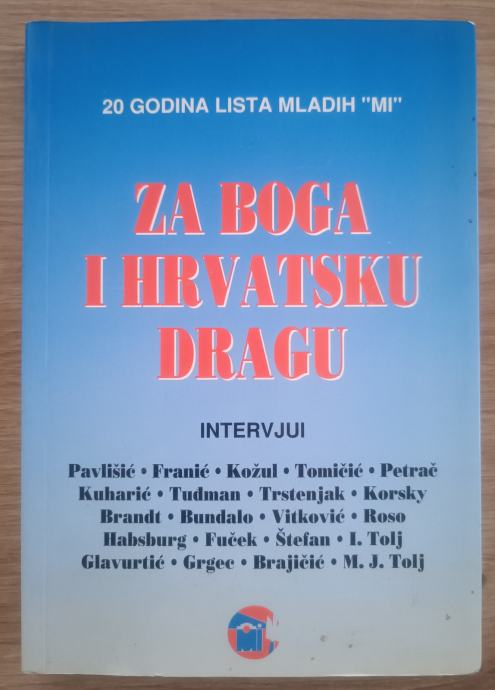 20 GODINA LISTA MLADIH "MI"
ZA BOGA
I HRVATSKU
DRAGU
INTERVJUI
Pavlišić • Franić • Kožul • Tomičić • Petrač
Kuharić • Tuđman • Trstenjak • Korsky
Brandt • Bundalo • Vitković • Roso
Habsburg • Fuček • Štefan • I. Tolj
Glavurtić • Grgec • Brajičić • M. J. Tolj
MI